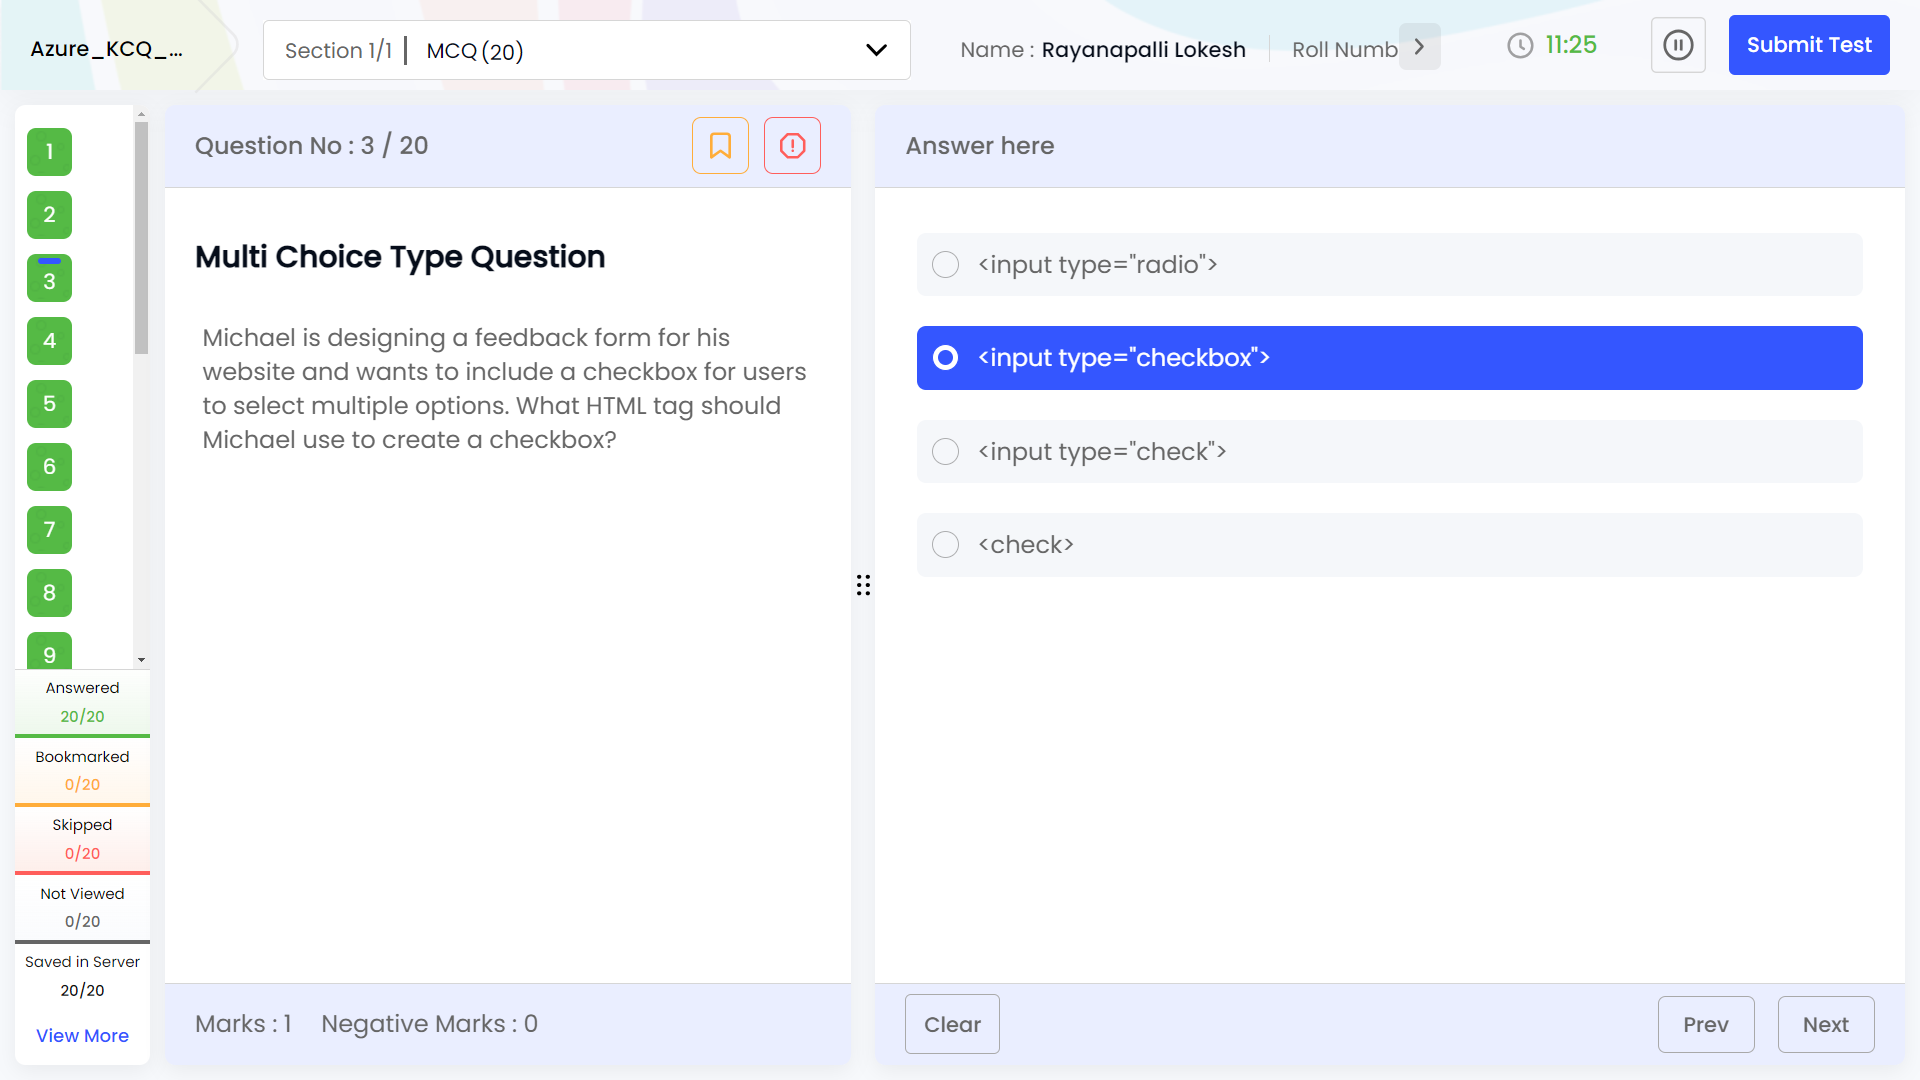 Azure_KCQ_...
Section 1/1 | MCQ (20)
Name : Rayanapalli Lokesh
Roll Numb
11:25
Submit Test
1
2
3
4
5
6
7
8
9
Answered
20/20
Bookmarked
0/20
Skipped
0/20
Not Viewed
0/20
Saved in Server
20/20
View More
Question No : 3 / 20
Multi Choice Type Question
Michael is designing a feedback form for his
website and wants to include a checkbox for users
to select multiple options. What HTML tag should
Michael use to create a checkbox?
Marks : 1 Negative Marks : 0
Answer here
<input type="radio">
<input type="checkbox">
<input type="check">
<check>
Clear
Prev
Next